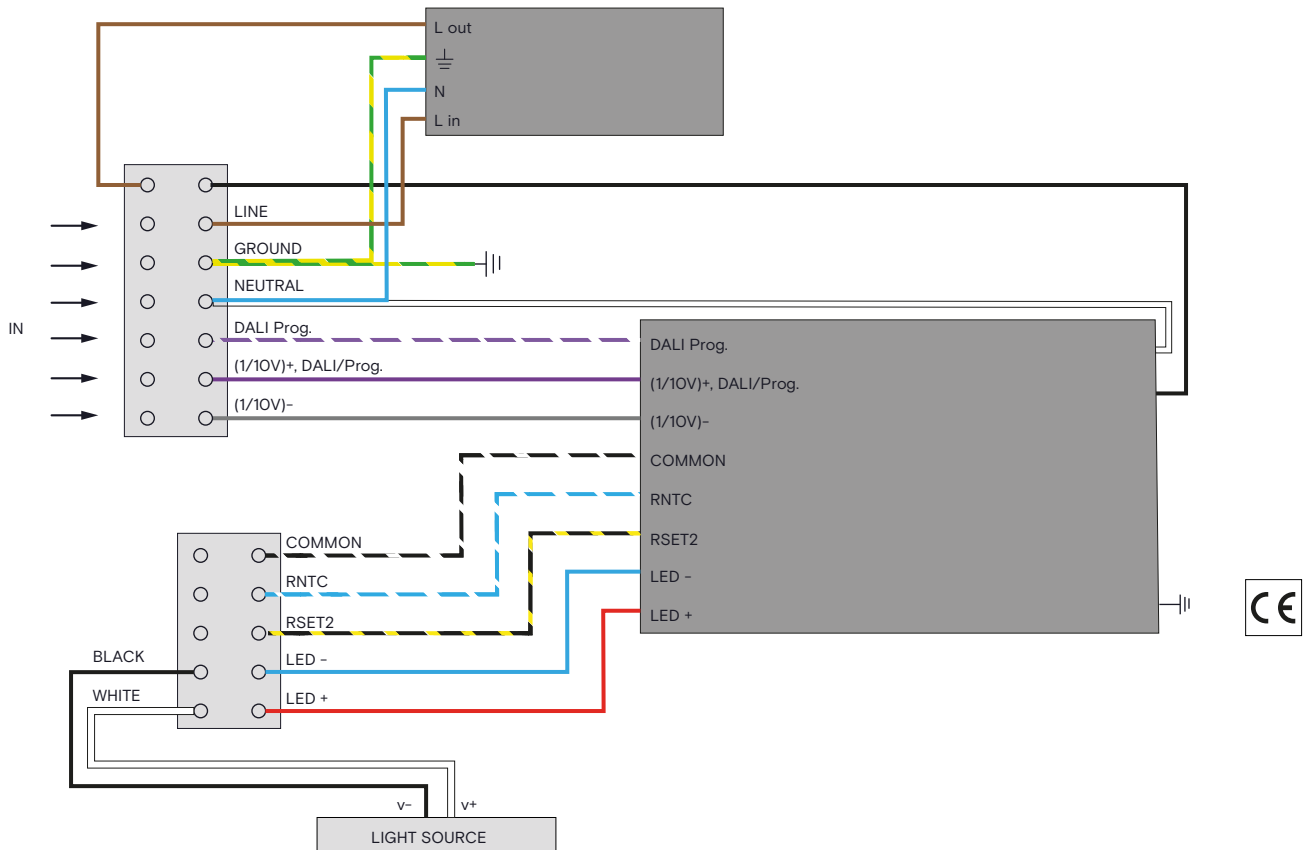 L out
N
L in
LINE
GROUND
NEUTRAL
IN
DALI Prog.
(1/10V)+, DALI/Prog.
(1/10V)-
DALI Prog.
(1/10V)+, DALI/Prog.
(1/10V)-
COMMON
RNTC
RSET2
LED -
LED +
CE
COMMON
RNTC
RSET2
LED -
LED +
BLACK
WHITE
v-
v+
LIGHT SOURCE